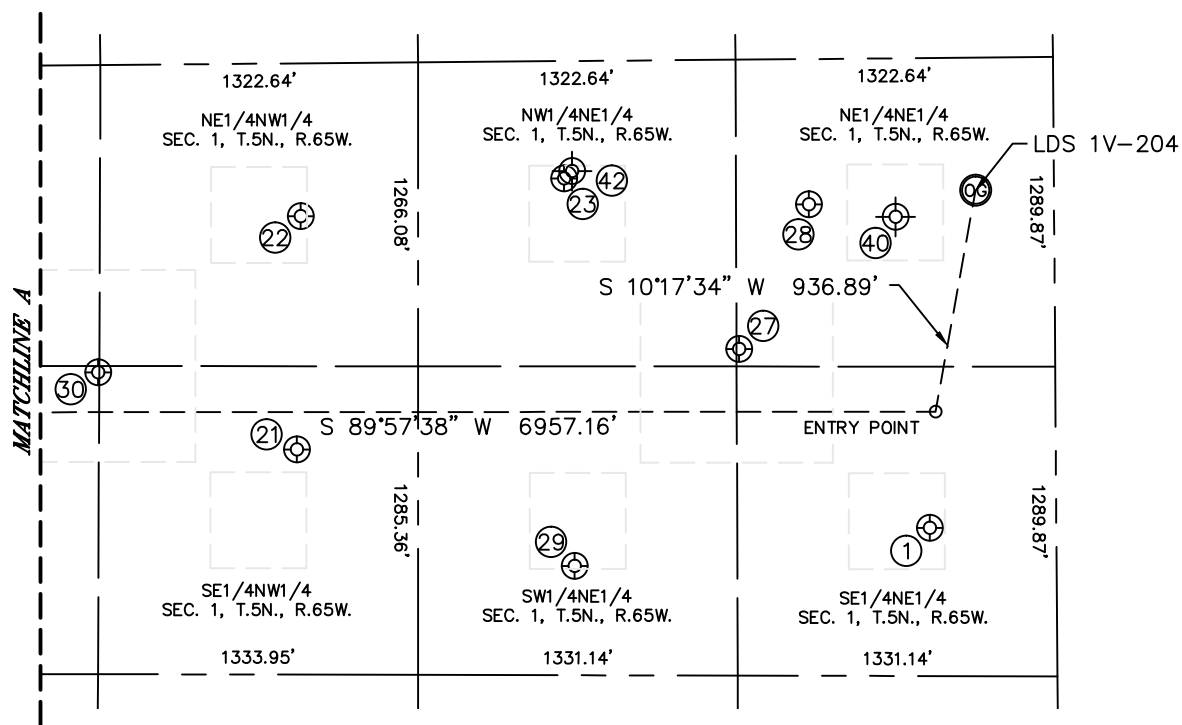 1322.64'
1322.64'
1322.64'
NE1/4NW1/4
SEC. 1, T.5N., R.65W.
NW1/4NE1/4
SEC. 1, T.5N., R.65W.
NE1/4NE1/4
SEC. 1, T.5N., R.65W.
LDS 1V-204
OG
1266.08'
1289.87'
42
23
22
28
40
S 10°17'34" W 936.89'
27
MATCHLINE A
30
21
S 89°57'38" W 6957.16'
ENTRY POINT
1285.36'
1289.87'
29
1
SE1/4NW1/4
SEC. 1, T.5N., R.65W.
SW1/4NE1/4
SEC. 1, T.5N., R.65W.
SE1/4NE1/4
SEC. 1, T.5N., R.65W.
1333.95'
1331.14'
1331.14'